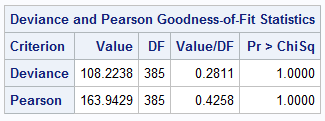 Deviance and Pearson Goodness-of-Fit Statistics
Criterion Value DF Value/DF Pr > ChiSq
Deviance 108.2238 385 0.2811 1.0000
Pearson 163.9429 385 0.4258 1.0000